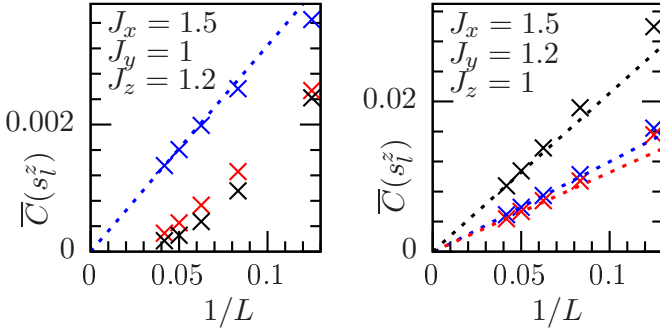 J_x = 1.5
J_y = 1
J_z = 1.2
0.002
0
\overline{C}(s_l^z)
0 0.05 0.1
1/L
J_x = 1.5
J_y = 1.2
J_z = 1
0.02
0
\overline{C}(s_l^z)
0 0.05 0.1
1/L